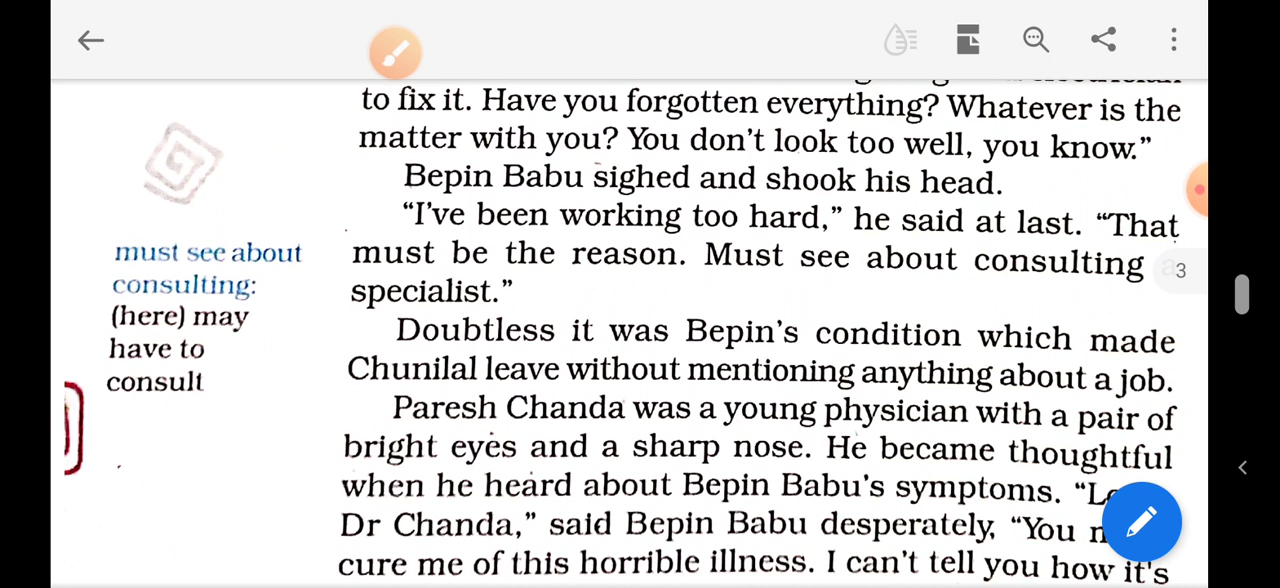 to fix it. Have you forgotten everything? Whatever is the
matter with you? You don't look too well, you know."
Bepin Babu sighed and shook his head.
"I've been working too hard," he said at last. "That
must be the reason. Must see about consulting a
specialist."
Doubtless it was Bepin's condition which made
Chunilal leave without mentioning anything about a job.
Paresh Chanda was a young physician with a pair of
bright eyes and a sharp nose. He became thoughtful
when he heard about Bepin Babu's symptoms.
Dr Chanda," said Bepin Babu desperately, "You
cure me of this horrible illness. I can't tell you how it's
must see about
consulting:
(here) may
have to
consult
3